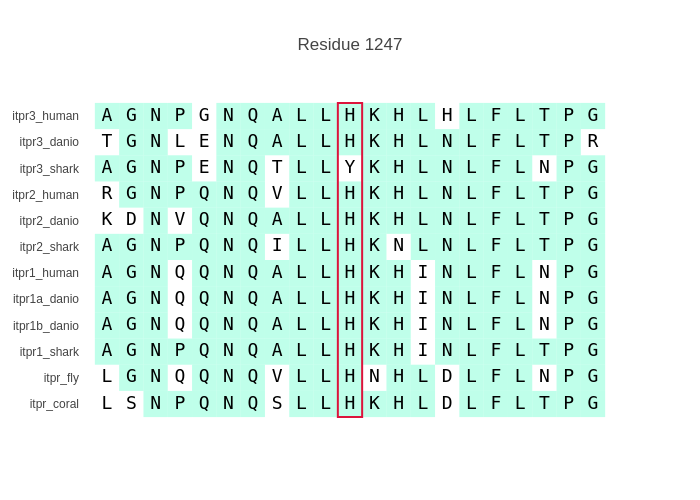 Residue 1247
itpr3_human A G N P G N Q A L L H K H L H L F L T P G
itpr3_danio T G N L E N Q A L L H K H L N L F L T P R
itpr3_shark A G N P E N Q T L L Y K H L N L F L N P G
itpr2_human R G N P Q N Q V L L H K H L N L F L T P G
itpr2_danio K D N V Q N Q A L L H K H L N L F L T P G
itpr2_shark A G N P Q N Q I L L H K N L N L F L T P G
itpr1_human A G N Q Q N Q A L L H K H I N L F L N P G
itpr1a_danio A G N Q Q N Q A L L H K H I N L F L N P G
itpr1b_danio A G N Q Q N Q A L L H K H I N L F L N P G
itpr1_shark A G N P Q N Q A L L H K H I N L F L T P G
itpr_fly L G N Q Q N Q V L L H N H L D L F L N P G
itpr_coral L S N P Q N Q S L L H K H L D L F L T P G